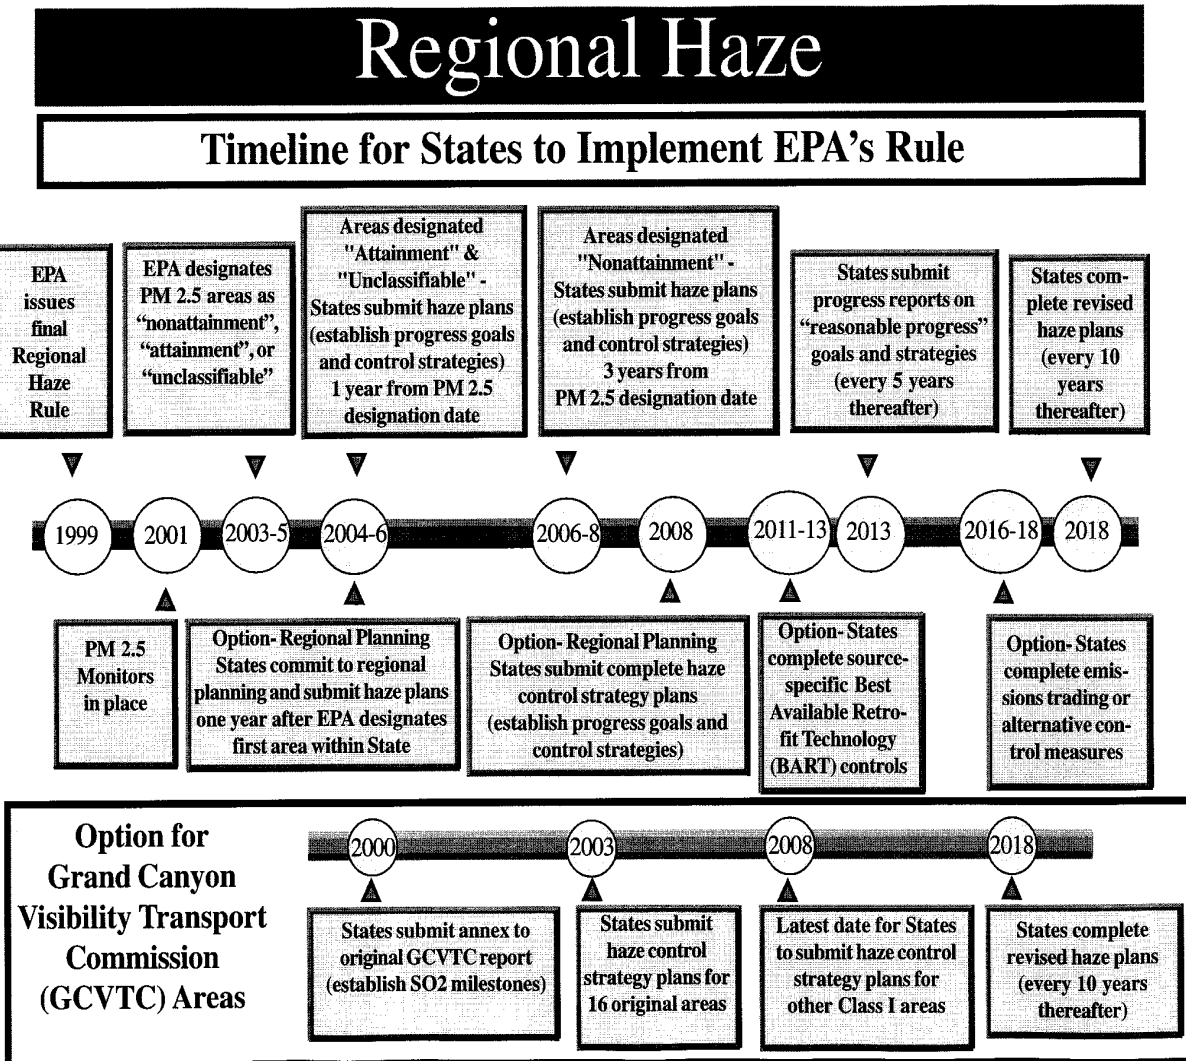 Regional Haze
Timeline for States to Implement EPA's Rule
EPA
issues
final
Regional
Haze
Rule
EPA designates
PM 2.5 areas as
“nonattainment”,
“attainment”, or
“unclassifiable”
Areas designated
"Attainment" &
"Unclassifiable" -
States submit haze plans
(establish progress goals
and control strategies)
1 year from PM 2.5
designation date
Areas designated
"Nonattainment" -
States submit haze plans
(establish progress goals
and control strategies)
3 years from
PM 2.5 designation date
States submit
progress reports on
“reasonable progress”
goals and strategies
(every 5 years
thereafter)
States com-
plete revised
haze plans
(every 10
years
thereafter)
1999
2001
2003-5
2004-6
2006-8
2008
2011-13
2013
2016-18
2018
PM 2.5
Monitors
in place
Option- Regional Planning
States commit to regional
planning and submit haze plans
one year after EPA designates
first area within State
Option- Regional Planning
States submit complete haze
control strategy plans
(establish progress goals and
control strategies)
Option- States
complete source-
specific Best
Available Retro-
fit Technology
(BART) controls
Option- States
complete emis-
sions trading or
alternative con-
trol measures
Option for
Grand Canyon
Visibility Transport
Commission
(GCVTC) Areas
2000
2003
2008
2018
States submit annex to
original GCVTC report
(establish SO2 milestones)
States submit
haze control
strategy plans for
16 original areas
Latest date for States
to submit haze control
strategy plans for
other Class I areas
States complete
revised haze plans
(every 10 years
thereafter)